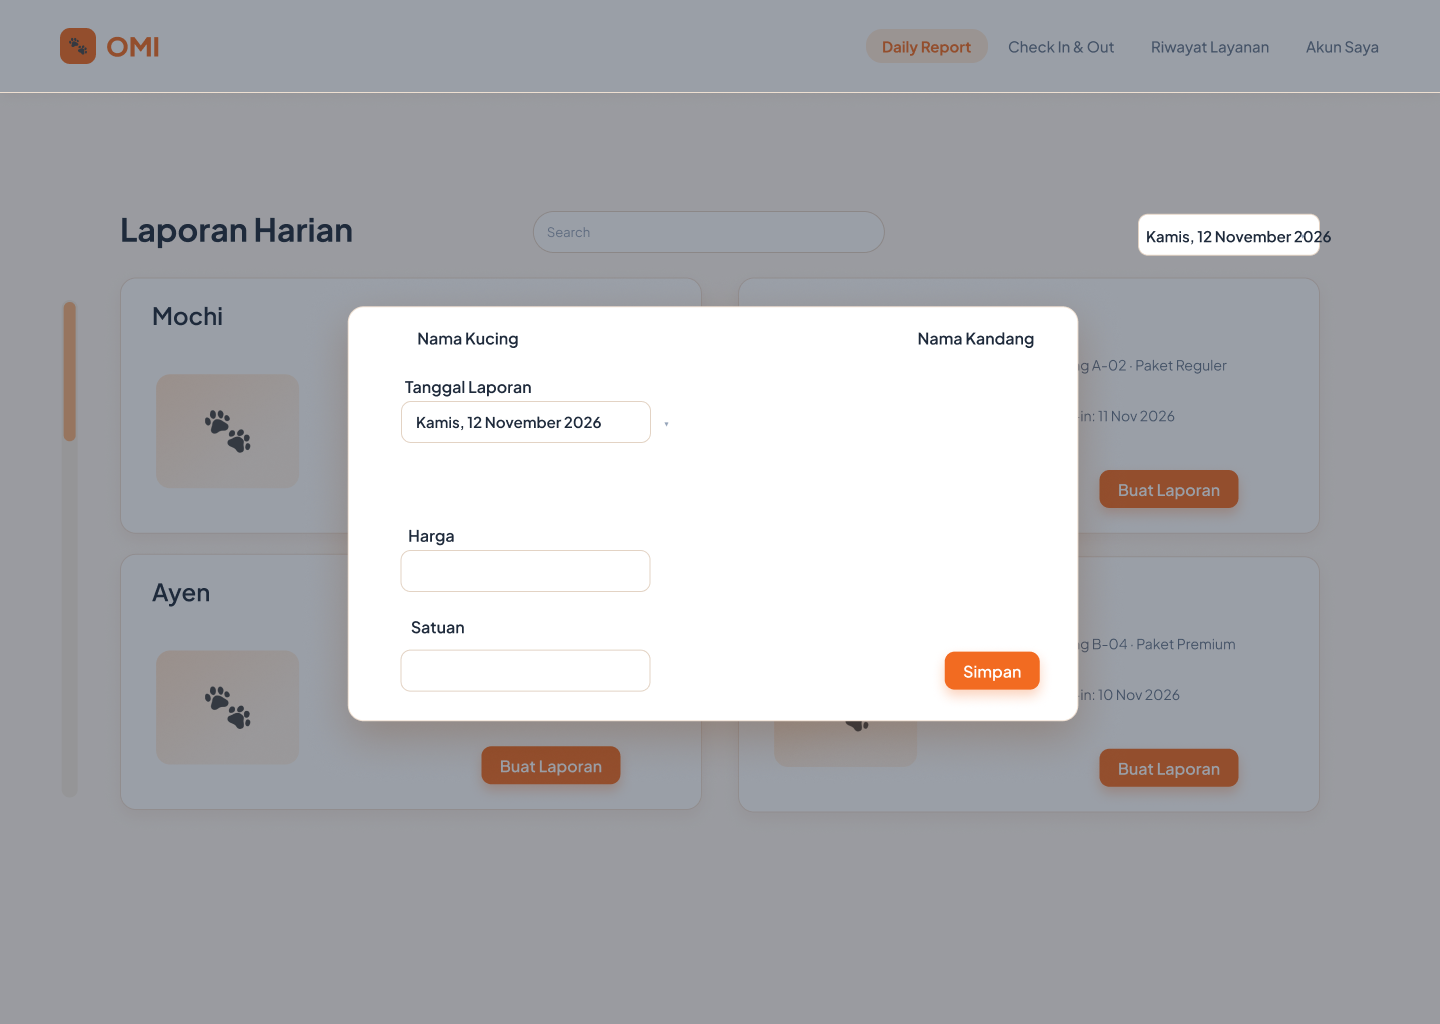 OMI
Daily Report
Check In & Out
Riwayat Layanan
Akun Saya
Laporan Harian
Search
Kamis, 12 November 2026
Mochi
Nama Kucing
Nama Kandang
Tanggal Laporan
Kamis, 12 November 2026
Harga
Satuan
Simpan
g A-02 · Paket Reguler
-in: 11 Nov 2026
Buat Laporan
Ayen
Buat Laporan
g B-04 · Paket Premium
-in: 10 Nov 2026
Buat Laporan